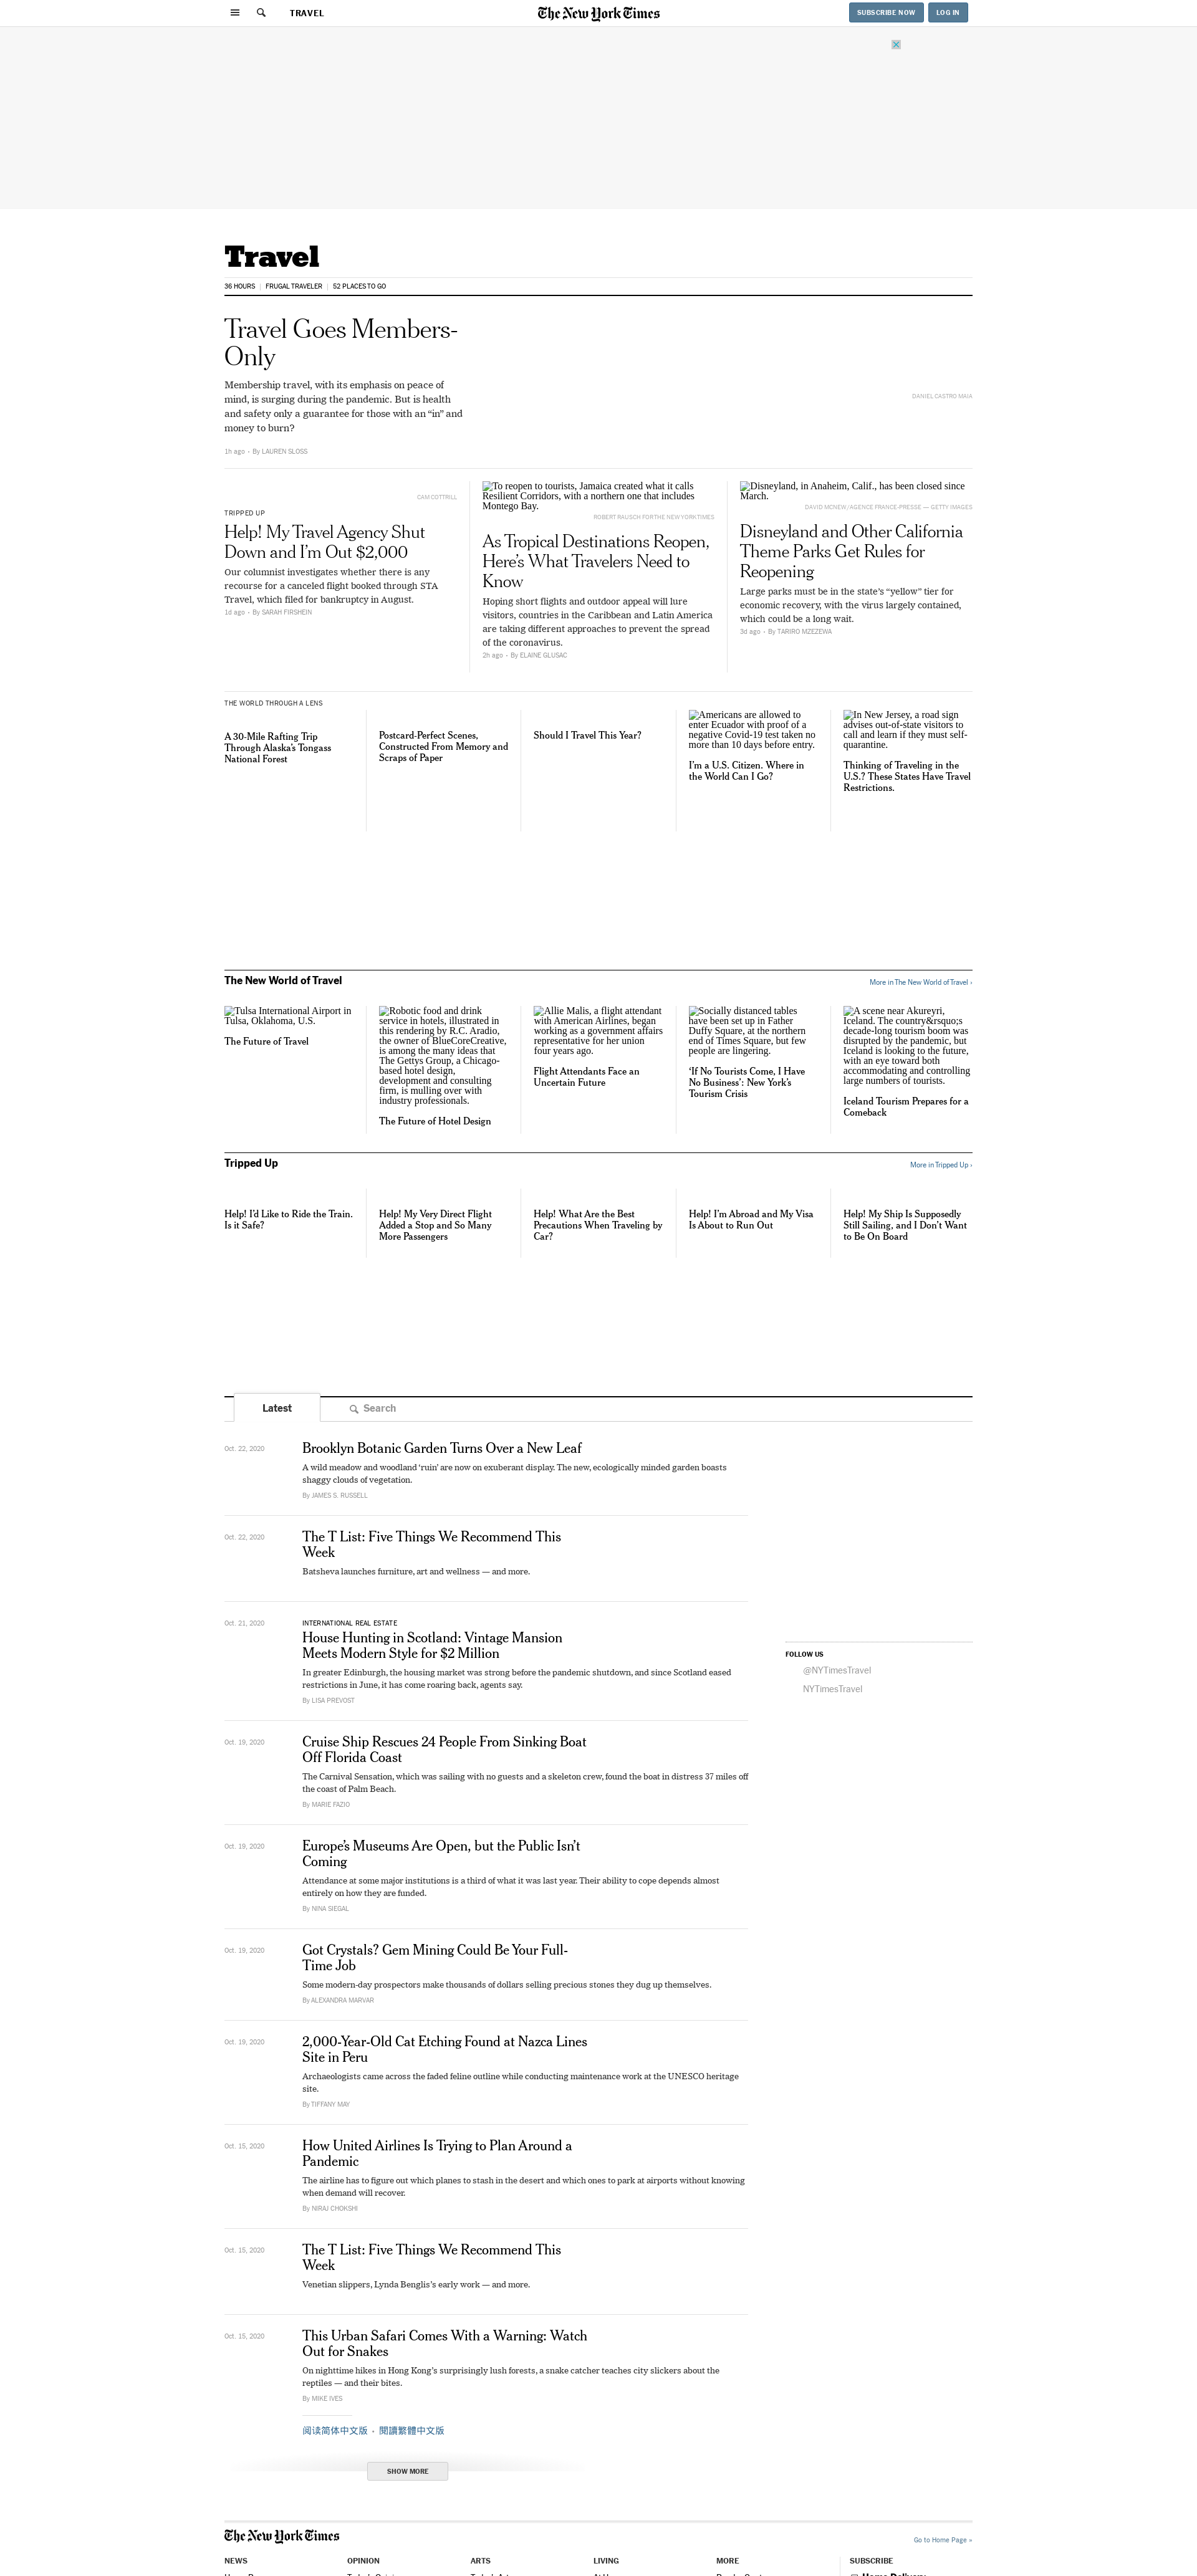 TRAVEL
The New York Times
SUBSCRIBE NOW
LOG IN
Travel
36 HOURS
FRUGAL TRAVELER
52 PLACES TO GO
Travel Goes Members-
Only
Membership travel, with its emphasis on peace of
mind, is surging during the pandemic. But is health
and safety only a guarantee for those with an “in” and
money to burn?
1h ago · By LAUREN SLOSS
DANIEL CASTRO MAIA
CAM COTTRILL
TRIPPED UP
Help! My Travel Agency Shut
Down and I’m Out $2,000
Our columnist investigates whether there is any
recourse for a canceled flight booked through STA
Travel, which filed for bankruptcy in August.
1d ago · By SARAH FIRSHEIN
To reopen to tourists, Jamaica created what it calls
Resilient Corridors, with a northern one that includes
Montego Bay.
ROBERT RAUSCH FOR THE NEW YORK TIMES
As Tropical Destinations Reopen,
Here’s What Travelers Need to
Know
Hoping short flights and outdoor appeal will lure
visitors, countries in the Caribbean and Latin America
are taking different approaches to prevent the spread
of the coronavirus.
2h ago · By ELAINE GLUSAC
Disneyland, in Anaheim, Calif., has been closed since
March.
DAVID MCNEW / AGENCE FRANCE-PRESSE — GETTY IMAGES
Disneyland and Other California
Theme Parks Get Rules for
Reopening
Large parks must be in the state’s “yellow” tier for
economic recovery, with the virus largely contained,
which could be a long wait.
3d ago · By TARIRO MZEZEWA
THE WORLD THROUGH A LENS
A 30-Mile Rafting Trip
Through Alaska’s Tongass
National Forest
Postcard-Perfect Scenes,
Constructed From Memory and
Scraps of Paper
Should I Travel This Year?
Americans are allowed to
enter Ecuador with proof of a
negative Covid-19 test taken no
more than 10 days before entry.
I’m a U.S. Citizen. Where in
the World Can I Go?
In New Jersey, a road sign
advises out-of-state visitors to
call and learn if they must self-
quarantine.
Thinking of Traveling in the
U.S.? These States Have Travel
Restrictions.
The New World of Travel
More in The New World of Travel ›
Tulsa International Airport in
Tulsa, Oklahoma, U.S.
The Future of Travel
Robotic food and drink
service in hotels, illustrated in
this rendering by R.C. Aradio,
the owner of BlueCoreCreative,
is among the many ideas that
The Gettys Group, a Chicago-
based hotel design,
development and consulting
firm, is mulling over with
industry professionals.
The Future of Hotel Design
Allie Malis, a flight attendant
with American Airlines, began
working as a government affairs
representative for her union
four years ago.
Flight Attendants Face an
Uncertain Future
Socially distanced tables
have been set up in Father
Duffy Square, at the northern
end of Times Square, but few
people are lingering.
‘If No Tourists Come, I Have
No Business’: New York’s
Tourism Crisis
A scene near Akureyri,
Iceland. The country&rsquo;s
decade-long tourism boom was
disrupted by the pandemic, but
Iceland is looking to the future,
with an eye toward both
accommodating and controlling
large numbers of tourists.
Iceland Tourism Prepares for a
Comeback
Tripped Up
More in Tripped Up ›
Help! I’d Like to Ride the Train.
Is it Safe?
Help! My Very Direct Flight
Added a Stop and So Many
More Passengers
Help! What Are the Best
Precautions When Traveling by
Car?
Help! I’m Abroad and My Visa
Is About to Run Out
Help! My Ship Is Supposedly
Still Sailing, and I Don’t Want
to Be On Board
Latest
Search
Oct. 22, 2020
Brooklyn Botanic Garden Turns Over a New Leaf
A wild meadow and woodland ‘ruin’ are now on exuberant display. The new, ecologically minded garden boasts
shaggy clouds of vegetation.
By JAMES S. RUSSELL
Oct. 22, 2020
The T List: Five Things We Recommend This
Week
Batsheva launches furniture, art and wellness — and more.
Oct. 21, 2020
INTERNATIONAL REAL ESTATE
House Hunting in Scotland: Vintage Mansion
Meets Modern Style for $2 Million
In greater Edinburgh, the housing market was strong before the pandemic shutdown, and since Scotland eased
restrictions in June, it has come roaring back, agents say.
By LISA PREVOST
FOLLOW US
@NYTimesTravel
NYTimesTravel
Oct. 19, 2020
Cruise Ship Rescues 24 People From Sinking Boat
Off Florida Coast
The Carnival Sensation, which was sailing with no guests and a skeleton crew, found the boat in distress 37 miles off
the coast of Palm Beach.
By MARIE FAZIO
Oct. 19, 2020
Europe’s Museums Are Open, but the Public Isn’t
Coming
Attendance at some major institutions is a third of what it was last year. Their ability to cope depends almost
entirely on how they are funded.
By NINA SIEGAL
Oct. 19, 2020
Got Crystals? Gem Mining Could Be Your Full-
Time Job
Some modern-day prospectors make thousands of dollars selling precious stones they dug up themselves.
By ALEXANDRA MARVAR
Oct. 19, 2020
2,000-Year-Old Cat Etching Found at Nazca Lines
Site in Peru
Archaeologists came across the faded feline outline while conducting maintenance work at the UNESCO heritage
site.
By TIFFANY MAY
Oct. 15, 2020
How United Airlines Is Trying to Plan Around a
Pandemic
The airline has to figure out which planes to stash in the desert and which ones to park at airports without knowing
when demand will recover.
By NIRAJ CHOKSHI
Oct. 15, 2020
The T List: Five Things We Recommend This
Week
Venetian slippers, Lynda Benglis’s early work — and more.
Oct. 15, 2020
This Urban Safari Comes With a Warning: Watch
Out for Snakes
On nighttime hikes in Hong Kong’s surprisingly lush forests, a snake catcher teaches city slickers about the
reptiles — and their bites.
By MIKE IVES
阅读简体中文版 · 閱讀繁體中文版
SHOW MORE
The New York Times
Go to Home Page »
NEWS
OPINION
ARTS
LIVING
MORE
SUBSCRIBE